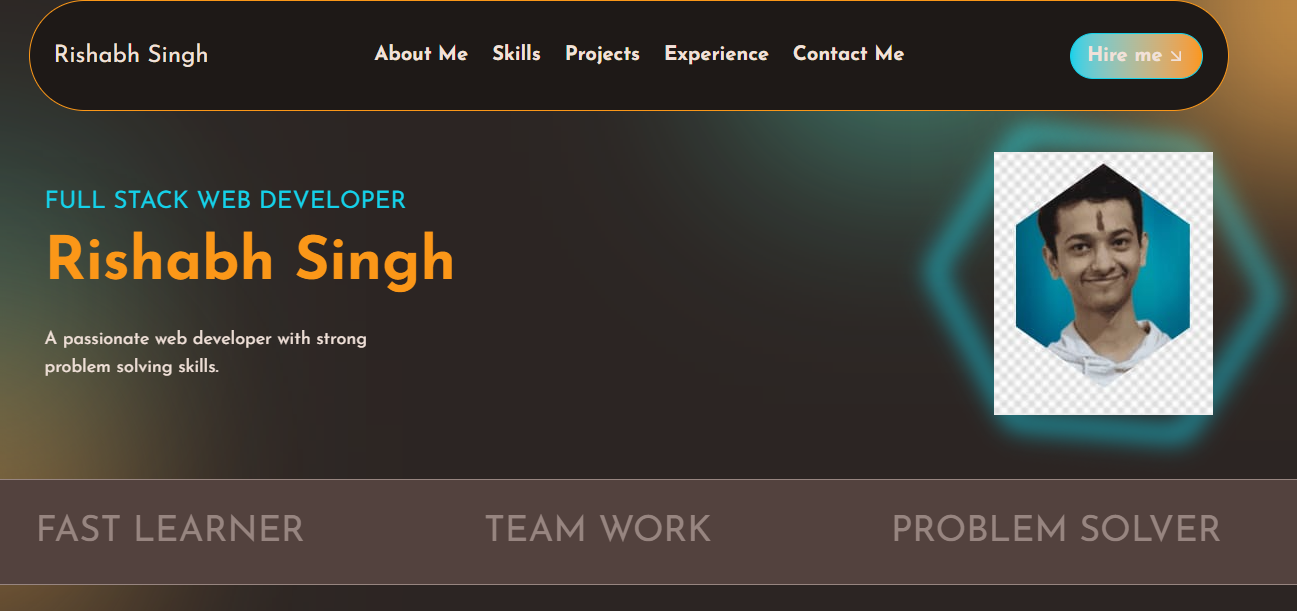 Rishabh Singh
About Me Skills Projects Experience Contact Me
Hire me
FULL STACK WEB DEVELOPER
Rishabh Singh
A passionate web developer with strong
problem solving skills.
FAST LEARNER
TEAM WORK
PROBLEM SOLVER